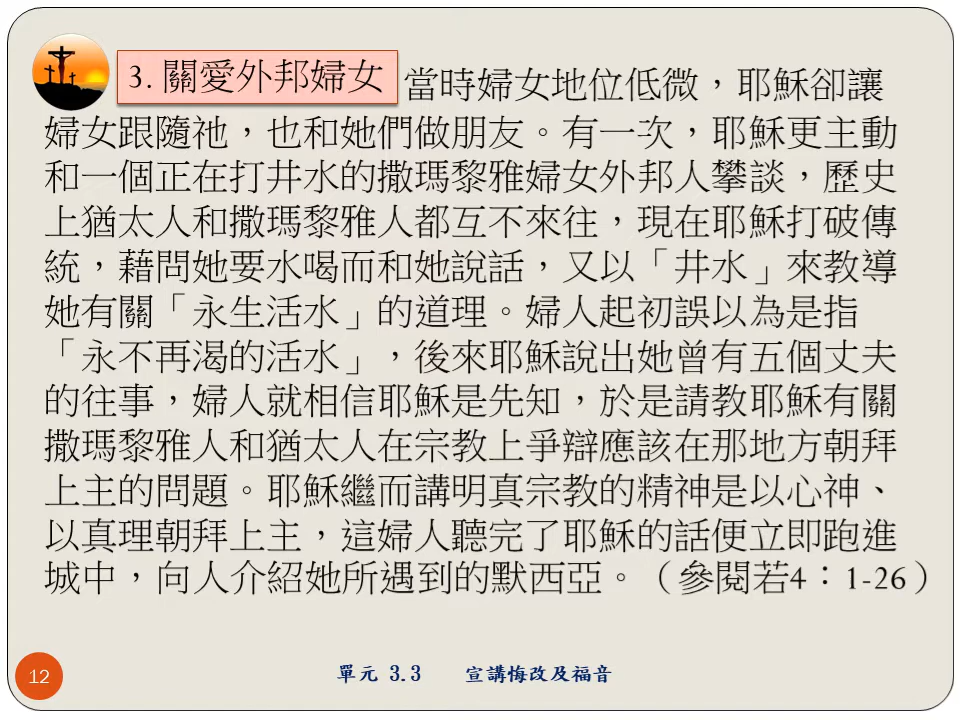 3. 關愛外邦婦女 當時婦女地位低微，耶穌卻讓
婦女跟隨祂，也和她們做朋友。有一次，耶穌更主動
和一個正在打井水的撒瑪黎雅婦女外邦人攀談，歷史
上猶太人和撒瑪黎雅人都互不來往，現在耶穌打破傳
統，藉問她要水喝而和她說話，又以「井水」來教導
她有關「永生活水」的道理。婦人起初誤以為是指
「永不再渴的活水」，後來耶穌說出她曾有五個丈夫
的往事，婦人就相信耶穌是先知，於是請教耶穌有關
撒瑪黎雅人和猶太人在宗教上爭辯應該在那地方朝拜
上主的問題。耶穌繼而講明真宗教的精神是以心神、
以真理朝拜上主，這婦人聽完了耶穌的話便立即跑進
城中，向人介紹她所遇到的默西亞。（參閱若4：1-26）
12
單元 3.3 宣講悔改及福音